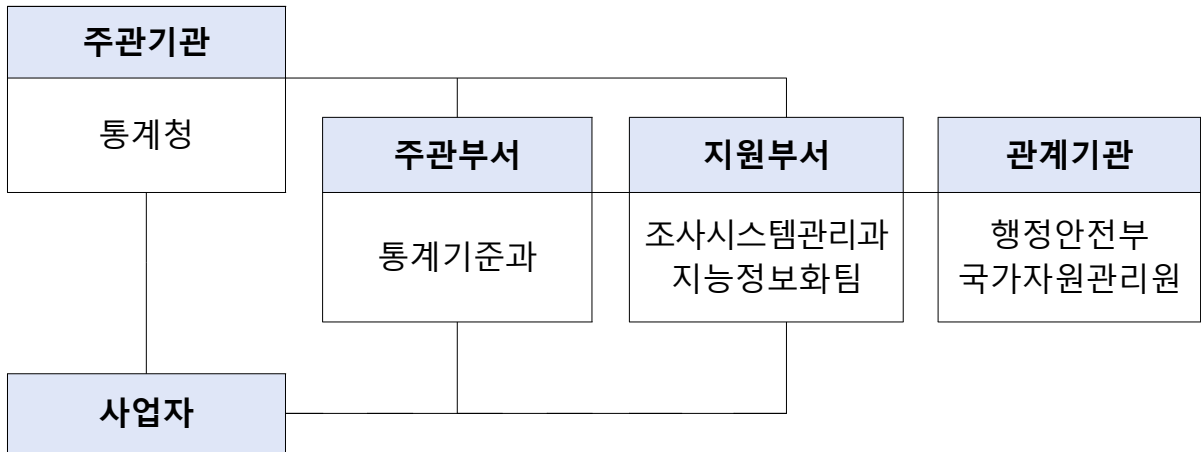 주관기관
통계청
주관부서
통계기준과
지원부서
조사시스템관리과
지능정보화팀
관계기관
행정안전부
국가자원관리원
사업자